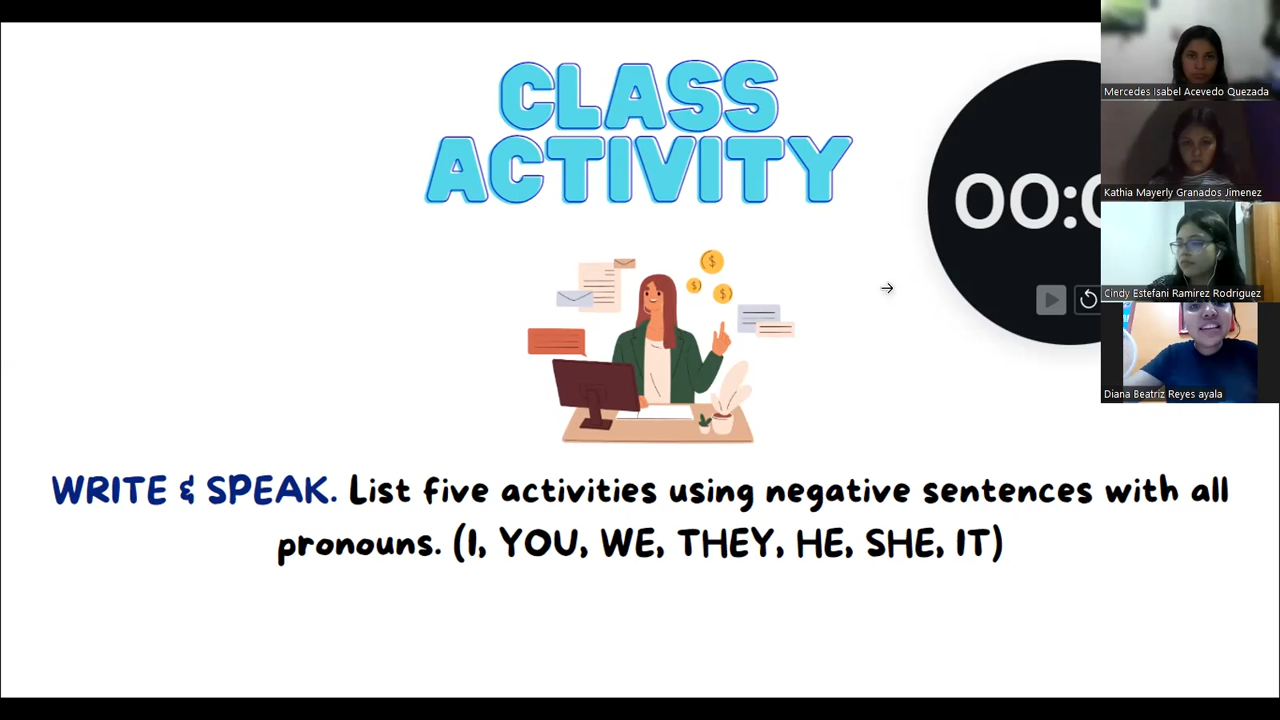 CLASS
ACTIVITY
00:0
Mercedes Isabel Acevedo Quezada
Kathia Mayerly Granados Jimenez
Cindy Estefani Ramirez Rodriguez
Diana Beatriz Reyes ayala
WRITE & SPEAK. List five activities using negative sentences with all
pronouns. (I, YOU, WE, THEY, HE, SHE, IT)